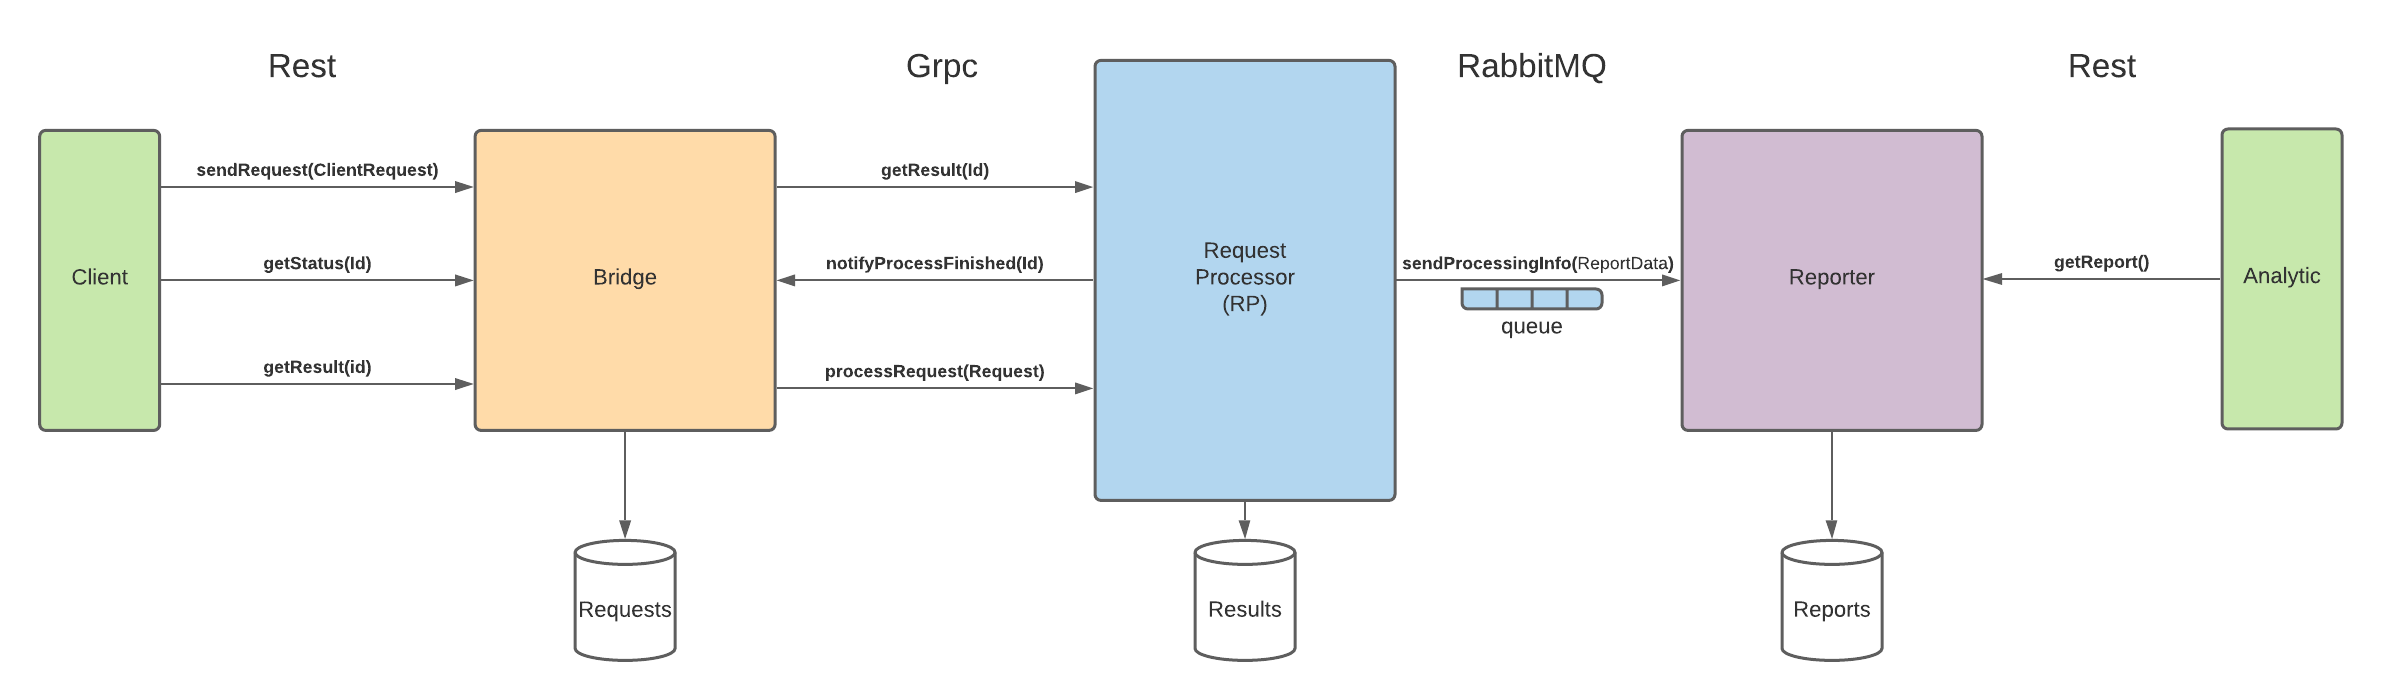 Rest
Grpc
RabbitMQ
Rest
Client
sendRequest(ClientRequest)
getStatus(Id)
getResult(id)
Bridge
getResult(Id)
notifyProcessFinished(Id)
processRequest(Request)
Request
Processor
(RP)
sendProcessingInfo(ReportData)
queue
Reporter
getReport()
Analytic
Requests
Results
Reports